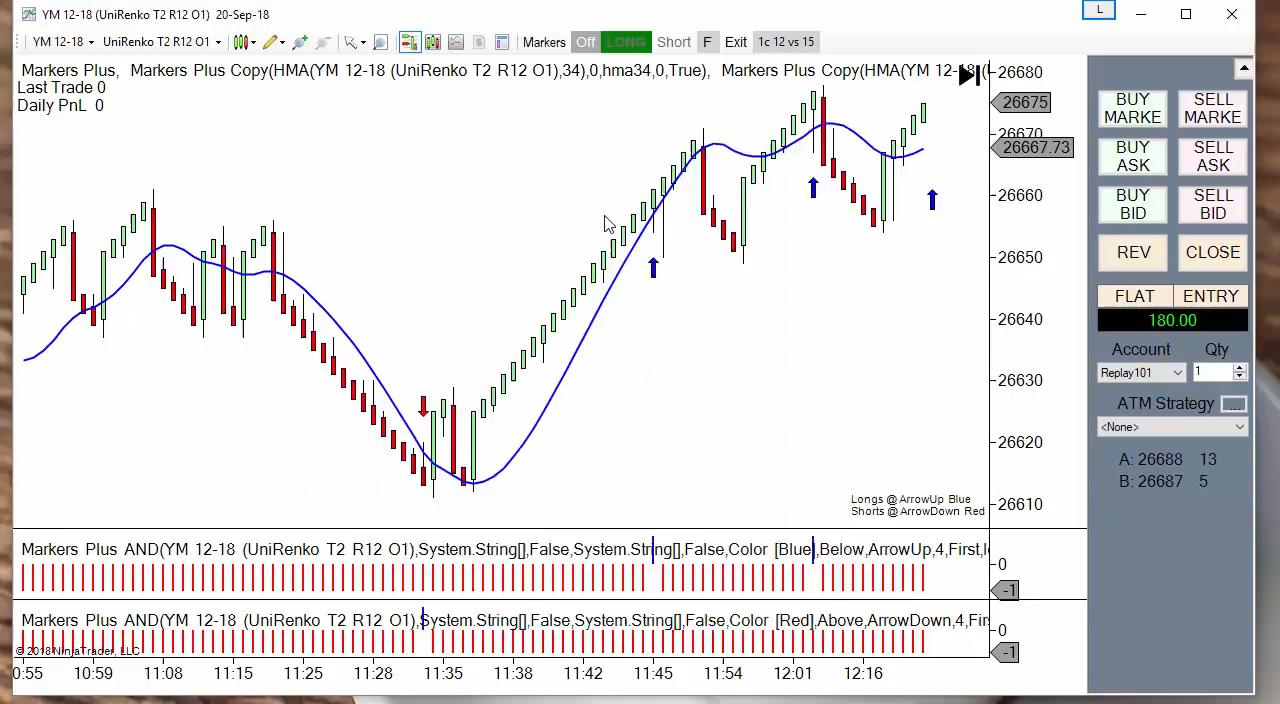 YM 12-18 (UniRenko T2 R12 O1) 20-Sep-18
L
YM 12-18 UniRenko T2 R12 O1 Markers Off LONG Short F Exit 1c 12 vs 15
Markers Plus, Markers Plus Copy(HMA(YM 12-18 (UniRenko T2 R12 O1),34),0,hma34,0,True), Markers Plus Copy(HMA(YM 12-18
Last Trade 0
Daily PnL 0
26680
26675
26670
26667.73
26660
26650
26640
26630
26620
26610
Longs @ArrowUp Blue
Shorts @ArrowDown Red
Markers Plus AND(YM 12-18 (UniRenko T2 R12 O1),System.String[],False,System.String[],False,Color [Blue],Below,ArrowUp,4,First,
0
-1
Markers Plus AND(YM 12-18 (UniRenko T2 R12 O1),System.String[],False,System.String[],False,Color [Red],Above,ArrowDown,4,Firs
0
-1
© 2018 NinjaTrader, LLC
0:55 10:59 11:08 11:15 11:25 11:28 11:35 11:38 11:42 11:45 11:54 12:01 12:16
BUY MARKE
SELL MARKE
BUY ASK
SELL ASK
BUY BID
SELL BID
REV CLOSE
FLAT ENTRY
180.00
Account Qty
Replay101 1
ATM Strategy ...
<None>
A: 26688 13
B: 26687 5